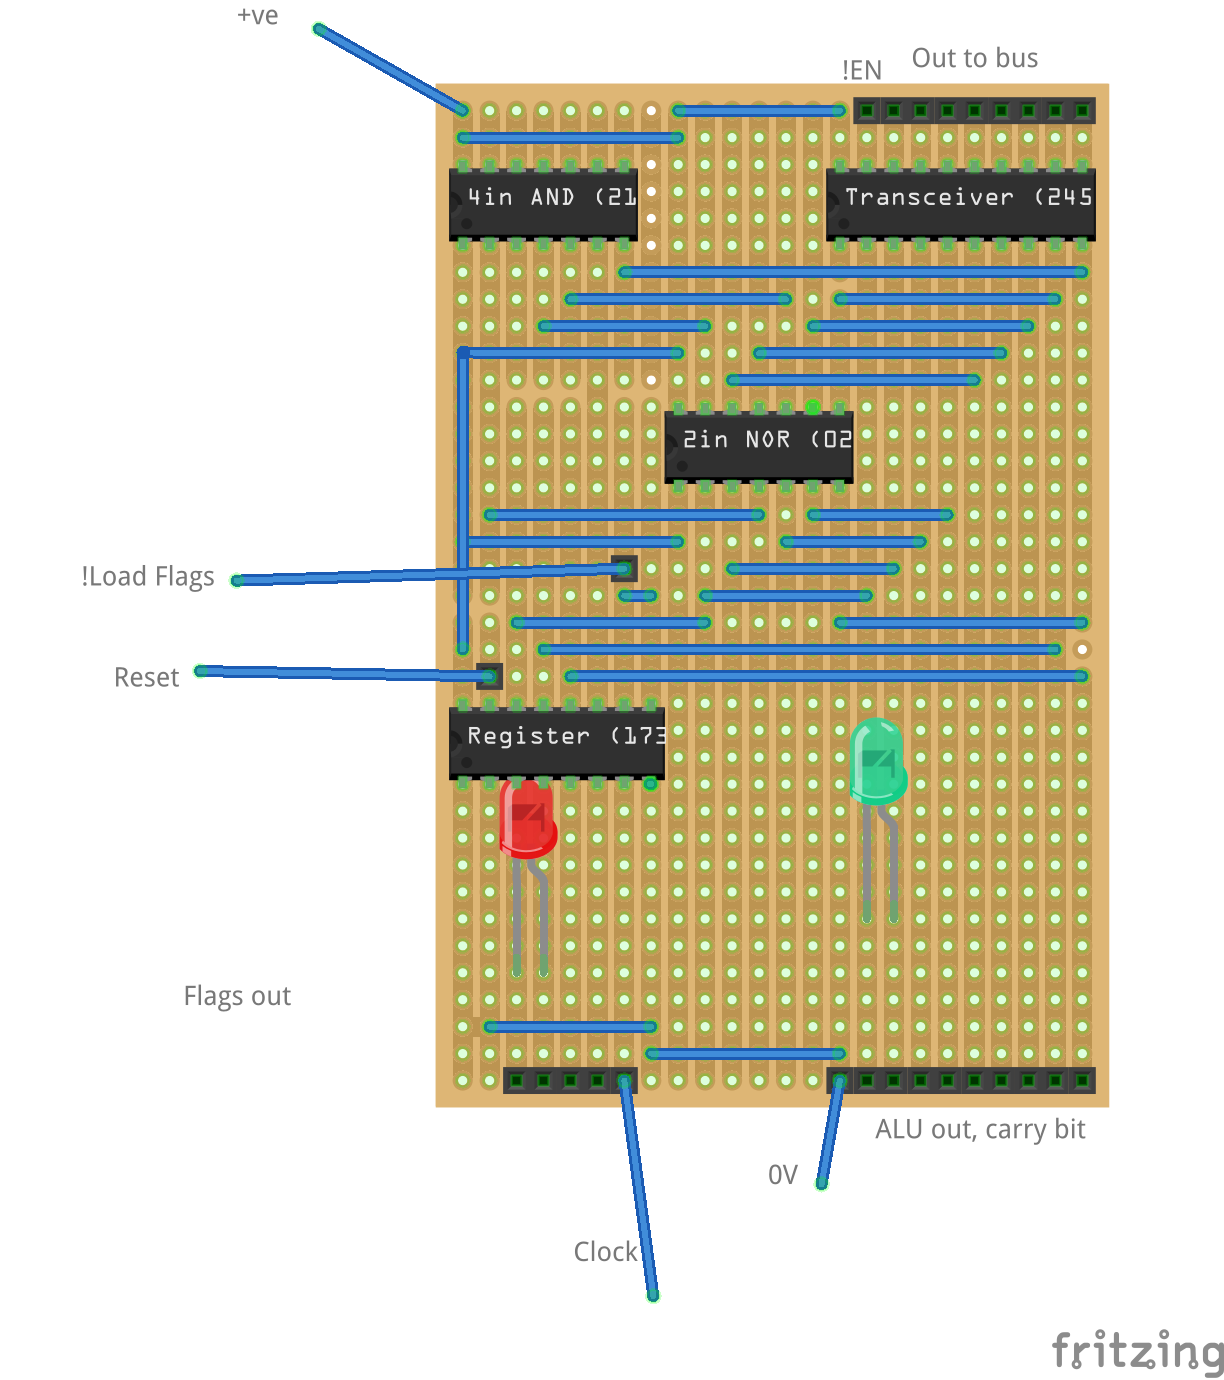 +ve
Out to bus
!EN
4in AND (21
Transceiver (245
2in NOR (02
!Load Flags
Reset
Register (173
Flags out
ALU out, carry bit
0V
Clock
fritzing